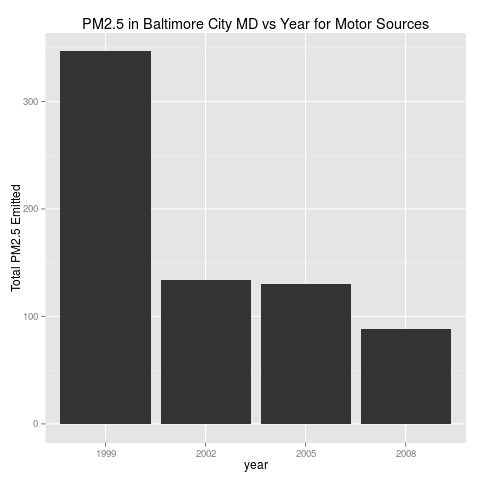 PM2.5 in Baltimore City MD vs Year for Motor Sources
Total PM2.5 Emitted
300
200
100
0
1999 2002 2005 2008
year